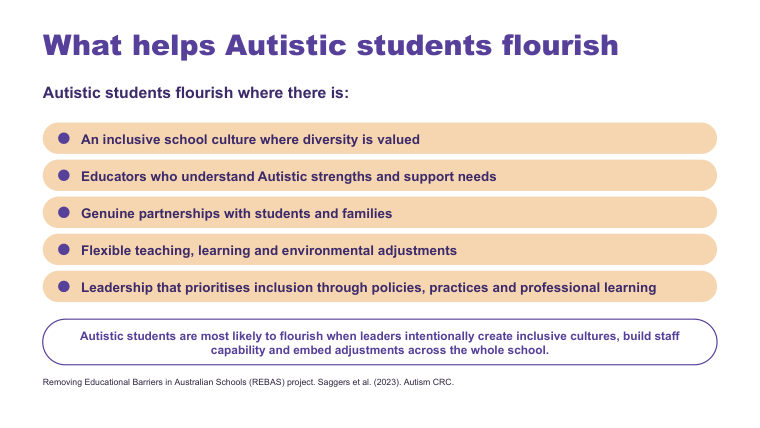 What helps Autistic students flourish
Autistic students flourish where there is:
An inclusive school culture where diversity is valued
Educators who understand Autistic strengths and support needs
Genuine partnerships with students and families
Flexible teaching, learning and environmental adjustments
Leadership that prioritises inclusion through policies, practices and professional learning
Autistic students are most likely to flourish when leaders intentionally create inclusive cultures, build staff
capability and embed adjustments across the whole school.
Removing Educational Barriers in Australian Schools (REBAS) project. Saggers et al. (2023). Autism CRC.